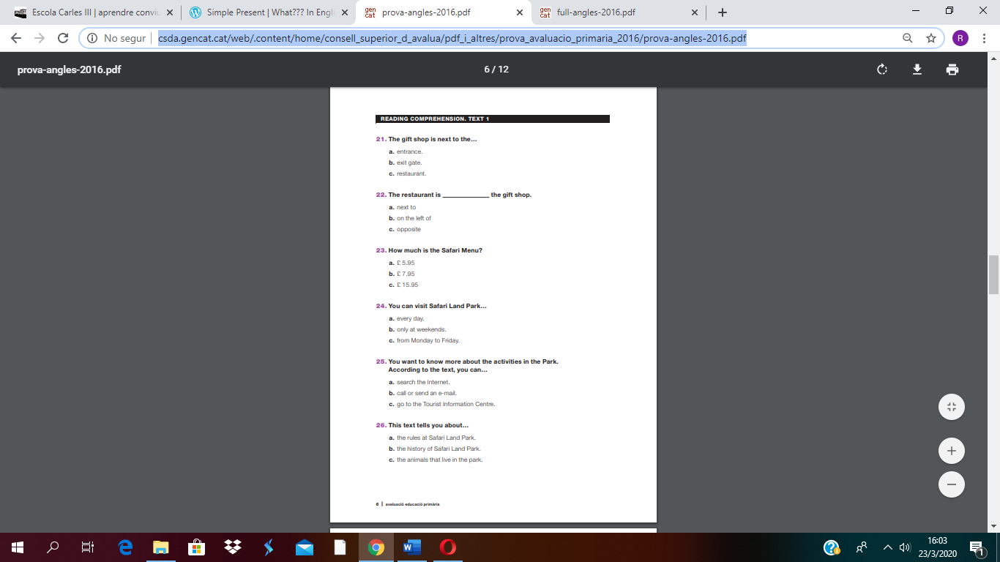 Escola Carles III | aprendre conviu
Simple Present | What??? In Engli
gen cat prova-angles-2016.pdf
gen cat full-angles-2016.pdf
No segur csda.gencat.cat/web/.content/home/consell_superior_d_avalua/pdf_i_altres/prova_avaluacio_primaria_2016/prova-angles-2016.pdf
R
prova-angles-2016.pdf
6 / 12
READING COMPREHENSION. TEXT 1
21. The gift shop is next to the...
a. entrance.
b. exit gate.
c. restaurant.
22. The restaurant is ______________ the gift shop.
a. next to
b. on the left of
c. opposite
23. How much is the Safari Menu?
a. £ 5.95
b. £ 7.95
c. £ 15.95
24. You can visit Safari Land Park...
a. every day.
b. only at weekends.
c. from Monday to Friday.
25. You want to know more about the activities in the Park.
According to the text, you can...
a. search the Internet.
b. call or send an e-mail.
c. go to the Tourist Information Centre.
26. This text tells you about...
a. the rules at Safari Land Park.
b. the history of Safari Land Park.
c. the animals that live in the park.
6 | avaluació educació primària
16:03
23/3/2020
1